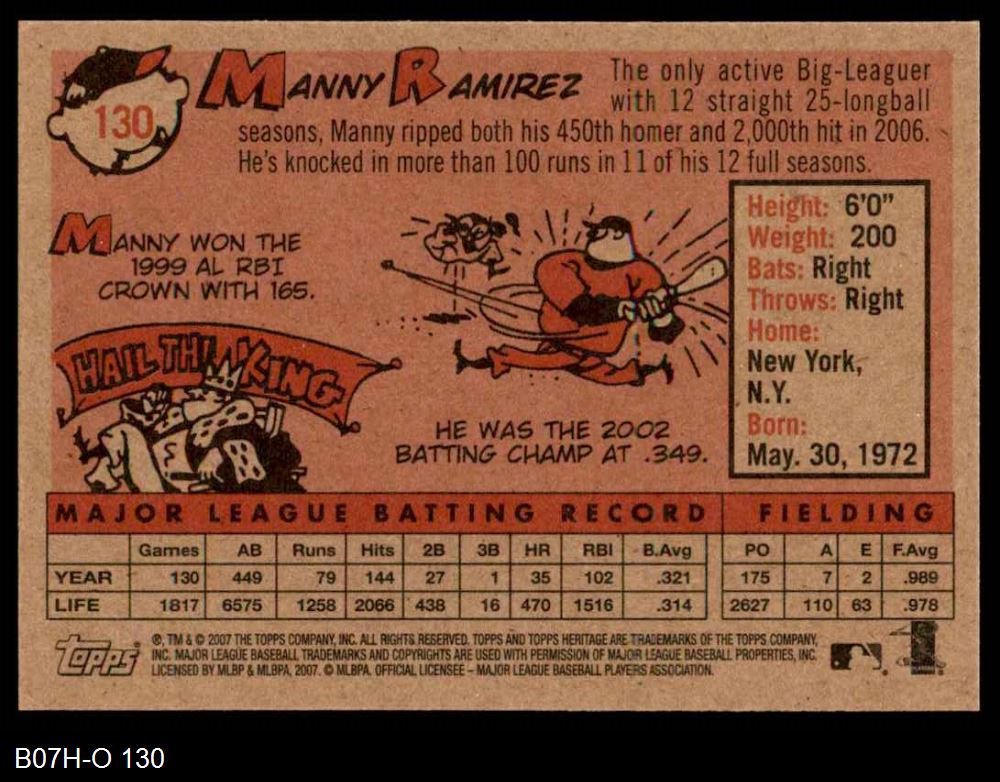 130
MANNY RAMIREZ
The only active Big-Leaguer
with 12 straight 25-longball
seasons, Manny ripped both his 450th homer and 2,000th hit in 2006.
He's knocked in more than 100 runs in 11 of his 12 full seasons.
MANNY WON THE
1999 AL RBI
CROWN WITH 165.
HAIL THE KING
HE WAS THE 2002
BATTING CHAMP AT .349.
Height: 6'0"
Weight: 200
Bats: Right
Throws: Right
Home:
New York,
N.Y.
Born:
May. 30, 1972
MAJOR LEAGUE BATTING RECORD FIELDING
Games AB Runs Hits 2B 3B HR RBI B.Avg PO A E F.Avg
YEAR 130 449 79 144 27 1 35 102 .321 175 7 2 .989
LIFE 1817 6575 1258 2066 438 16 470 1516 .314 2627 110 63 .978
Topps
®, TM & © 2007 THE TOPPS COMPANY, INC. ALL RIGHTS RESERVED. TOPPS AND TOPPS HERITAGE ARE TRADEMARKS OF THE TOPPS COMPANY,
INC. MAJOR LEAGUE BASEBALL TRADEMARKS AND COPYRIGHTS ARE USED WITH PERMISSION OF MAJOR LEAGUE BASEBALL PROPERTIES, INC.
LICENSED BY MLBP & MLBPA, 2007. © MLBPA. OFFICIAL LICENSEE – MAJOR LEAGUE BASEBALL PLAYERS ASSOCIATION.
B07H-O 130